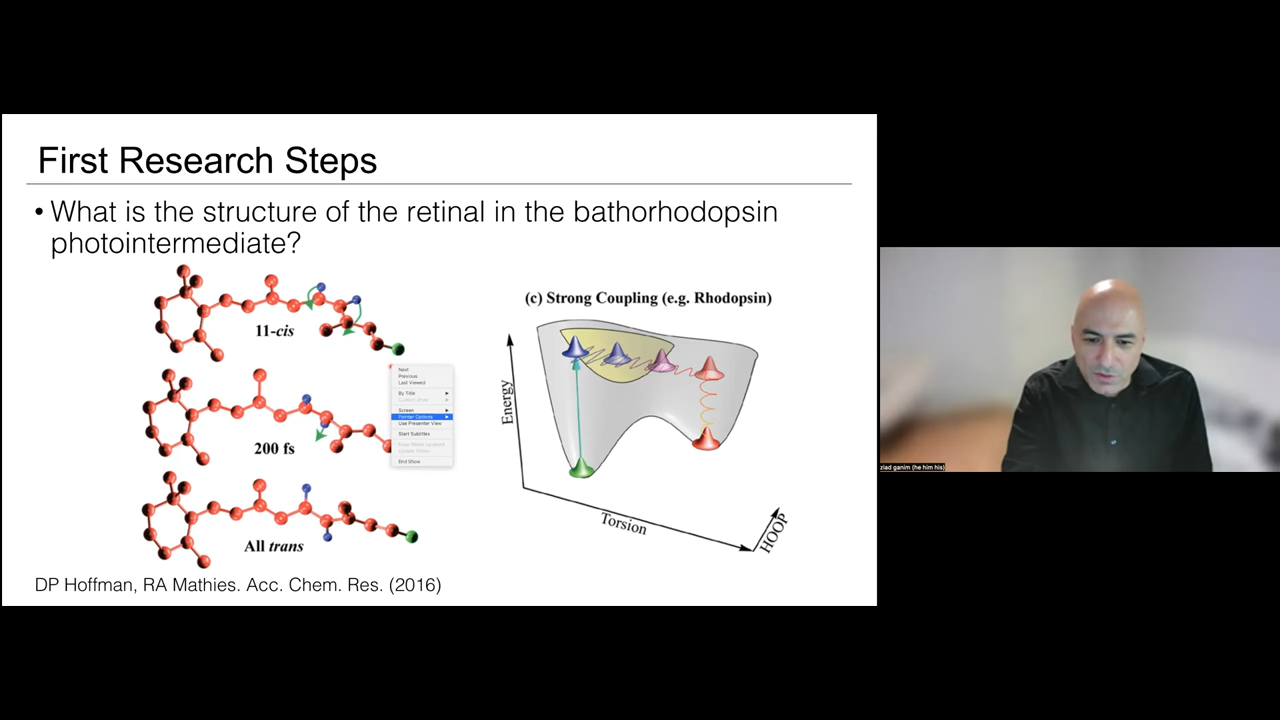 First Research Steps
• What is the structure of the retinal in the bathorhodopsin
photointermediate?
11-cis
200 fs
All trans
(c) Strong Coupling (e.g. Rhodopsin)
Energy
Torsion
HOOP
Next
Previous
Last Viewed
By Title
Custom Show
Screen
Pointer Options
Use Presenter View
Start Subtitles
End Show
DP Hoffman, RA Mathies. Acc. Chem. Res. (2016)
ziad ganim (he him his)